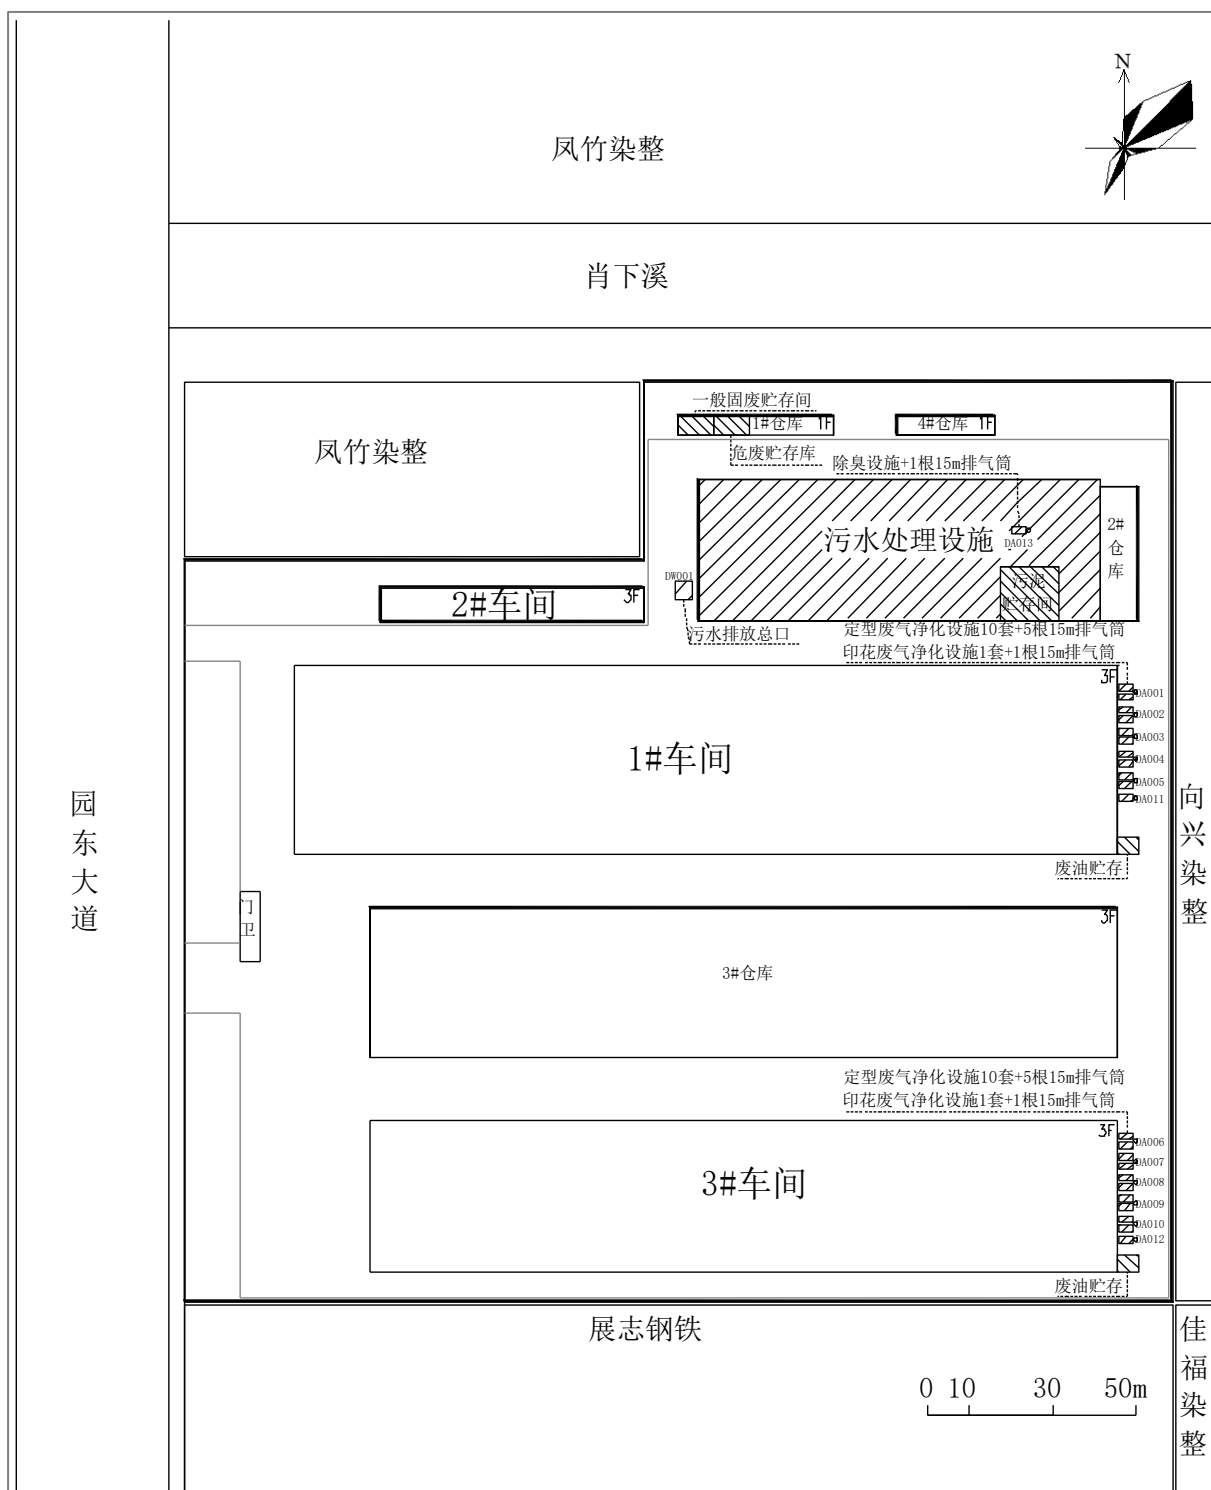 N
凤竹染整
肖下溪
一般固废贮存间
1#仓库 1F
4#仓库 1F
凤竹染整
危废贮存库
除臭设施+1根15m排气筒
2#仓库
污水处理设施
DA013
DW001
污泥
贮存间
2#车间
3F
污水排放总口
定型废气净化设施10套+5根15m排气筒
印花废气净化设施1套+1根15m排气筒
3F
DA001
DA002
DA003
DA004
DA005
DA011
1#车间
园东大道
向兴染整
废油贮存
门卫
3F
3#仓库
定型废气净化设施10套+5根15m排气筒
印花废气净化设施1套+1根15m排气筒
3F
DA006
DA007
DA008
DA009
DA010
DA012
3#车间
废油贮存
展志钢铁
佳福染整
0 10 30 50m